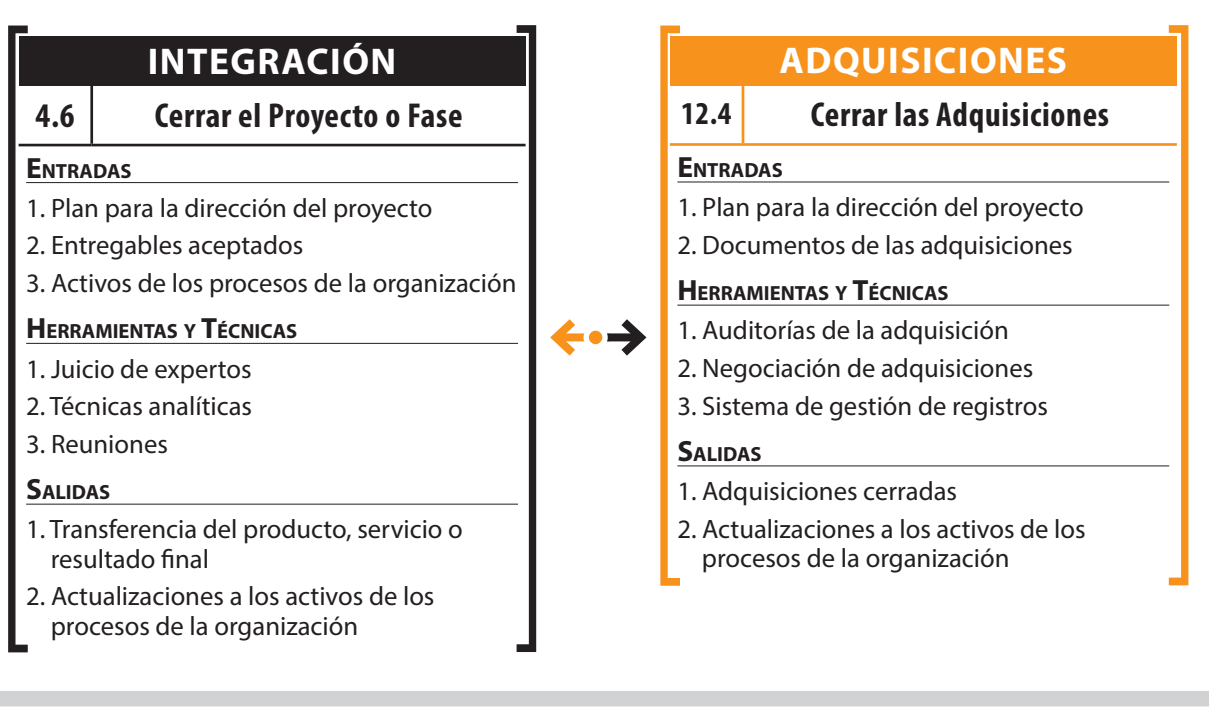 INTEGRACIÓN
4.6 Cerrar el Proyecto o Fase
ENTRADAS
1. Plan para la dirección del proyecto
2. Entregables aceptados
3. Activos de los procesos de la organización
HERRAMIENTAS Y TÉCNICAS
1. Juicio de expertos
2. Técnicas analíticas
3. Reuniones
SALIDAS
1. Transferencia del producto, servicio o
resultado final
2. Actualizaciones a los activos de los
procesos de la organización
ADQUISICIONES
12.4 Cerrar las Adquisiciones
ENTRADAS
1. Plan para la dirección del proyecto
2. Documentos de las adquisiciones
HERRAMIENTAS Y TÉCNICAS
1. Auditorías de la adquisición
2. Negociación de adquisiciones
3. Sistema de gestión de registros
SALIDAS
1. Adquisiciones cerradas
2. Actualizaciones a los activos de los
procesos de la organización